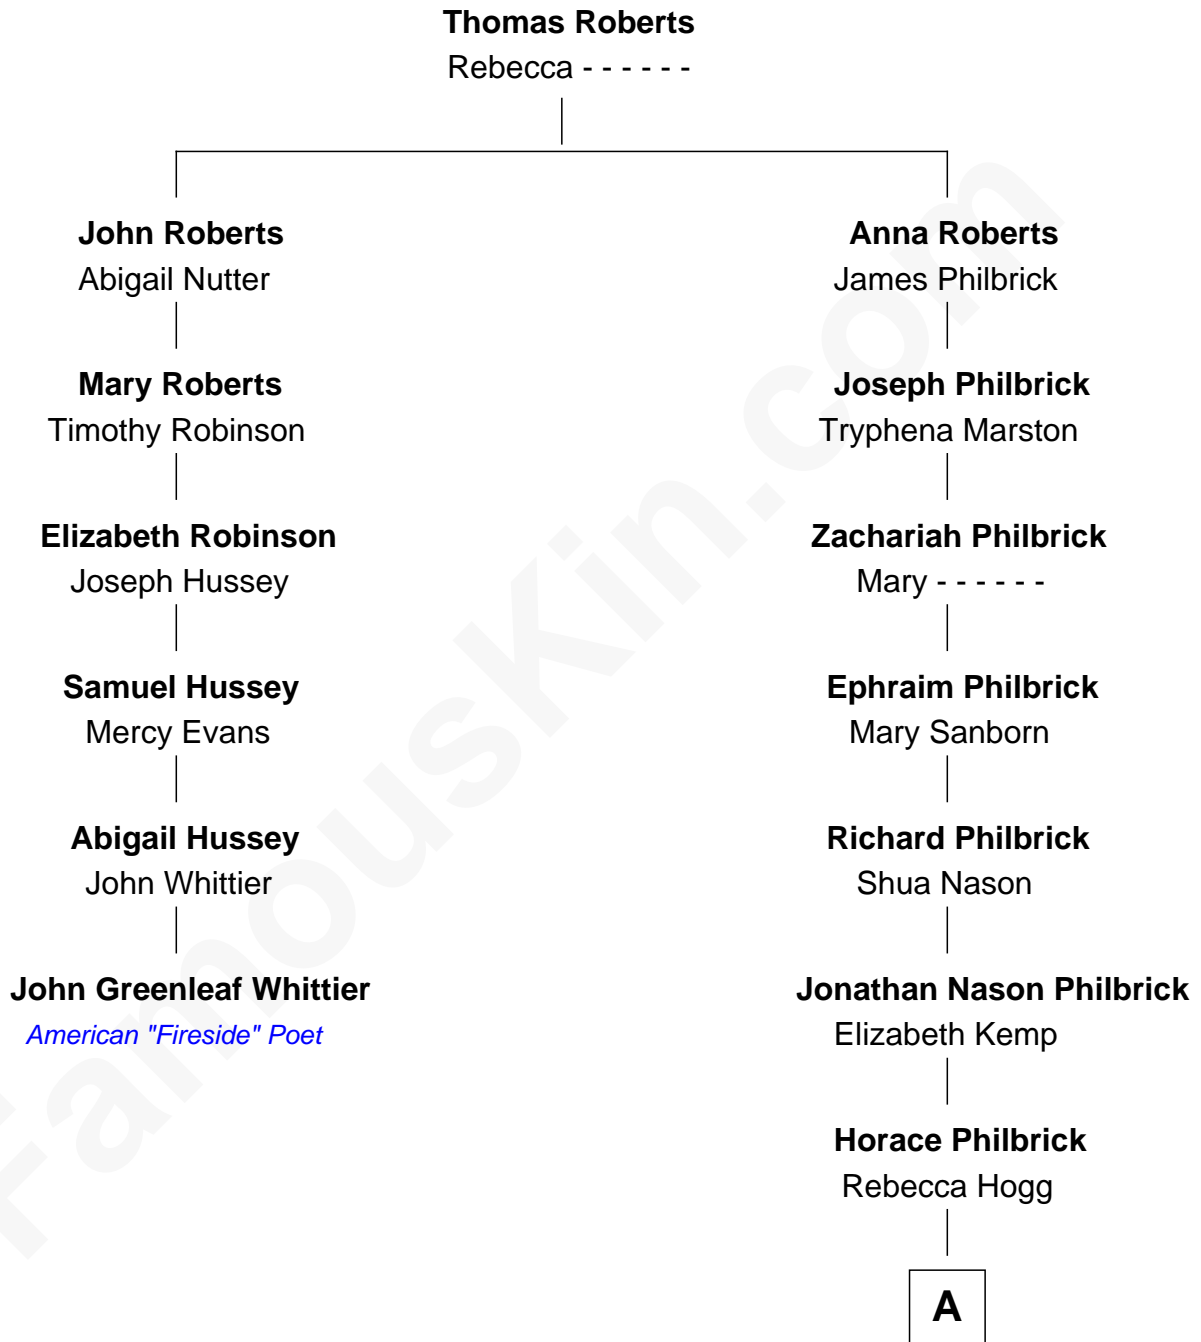 Thomas Roberts
Rebecca - - - - - -
John Roberts
Abigail Nutter
Anna Roberts
James Philbrick
Mary Roberts
Timothy Robinson
Joseph Philbrick
Tryphena Marston
Elizabeth Robinson
Joseph Hussey
Zachariah Philbrick
Mary - - - - - -
Samuel Hussey
Mercy Evans
Ephraim Philbrick
Mary Sanborn
Abigail Hussey
John Whittier
Richard Philbrick
Shua Nason
John Greenleaf Whittier
American "Fireside" Poet
Jonathan Nason Philbrick
Elizabeth Kemp
Horace Philbrick
Rebecca Hogg
A
FamousKin.com